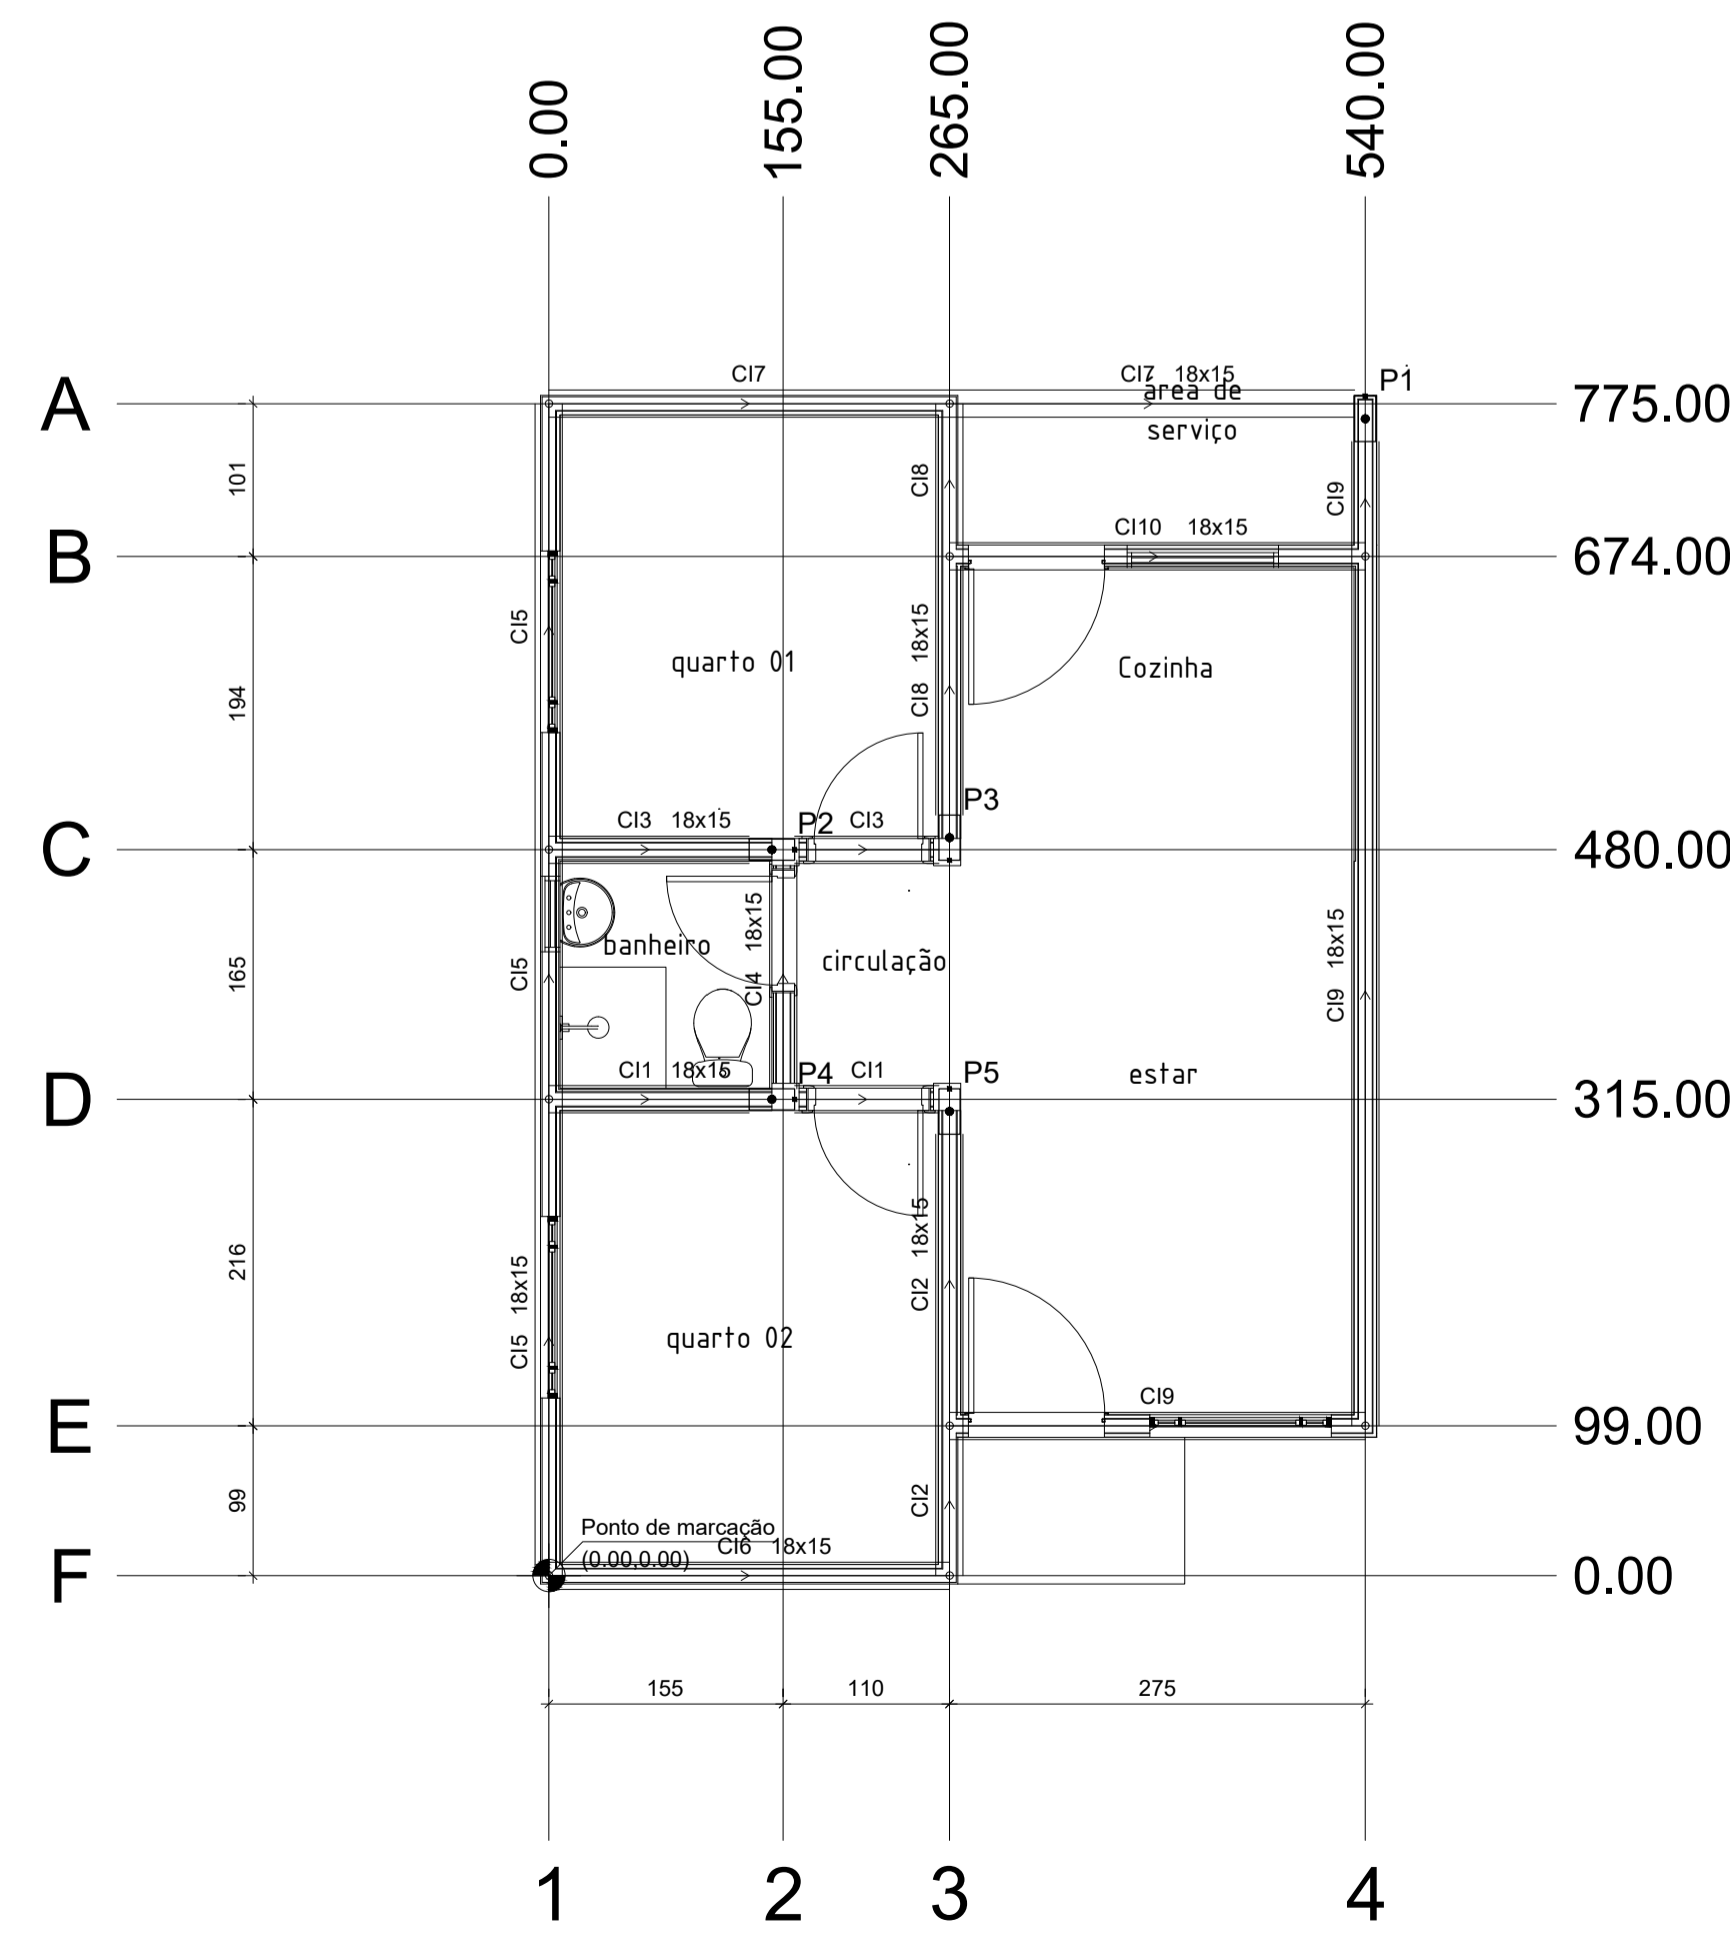 0.00
155.00
265.00
540.00
A
775.00
CI7
CI7 18x15
P1
área de
serviço
101
CI8
CI9
B
674.00
CI10 18x15
194
CI5
quarto 01
CI8 18x15
Cozinha
C
480.00
CI3 18x15
P2
CI3
P3
165
CI5
banheiro
CI4 18x15
circulação
CI9 18x15
D
315.00
CI1 18x15
P4
CI1
P5
estar
216
CI5 18x15
quarto 02
CI2 18x15
E
99.00
CI9
99
CI2
Ponto de marcação
(0.00,0.00)
CI6 18x15
F
0.00
155
110
275
1
2
3
4